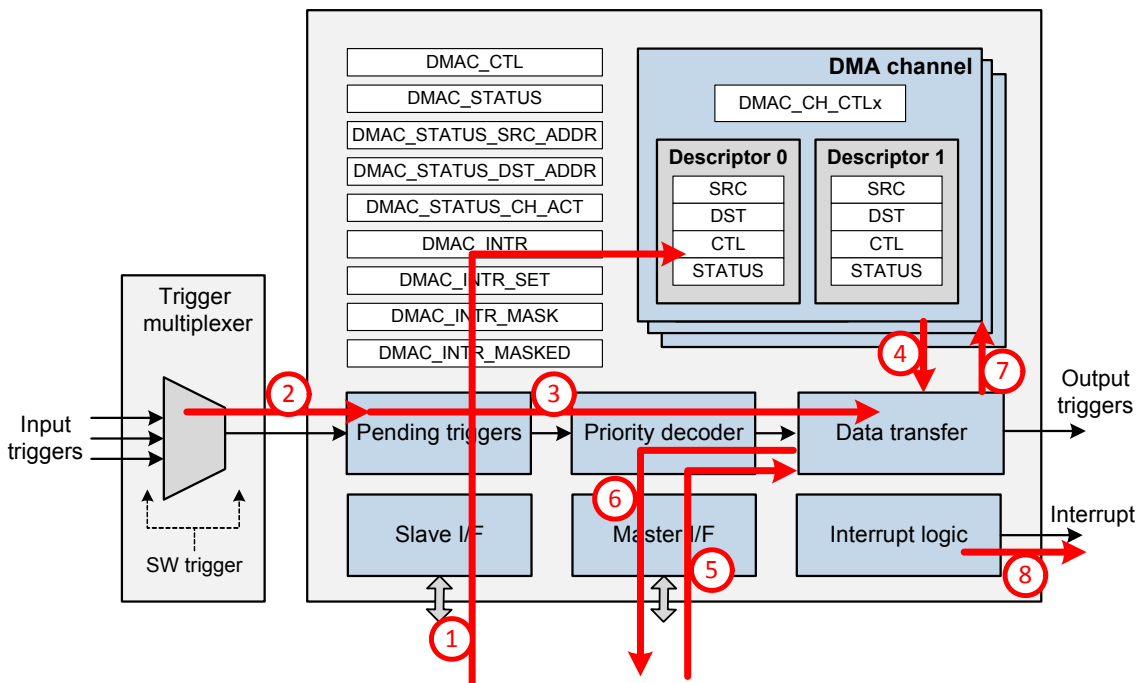 DMAC_CTL
DMAC_STATUS
DMAC_STATUS_SRC_ADDR
DMAC_STATUS_DST_ADDR
DMAC_STATUS_CH_ACT
DMAC_INTR
DMAC_INTR_SET
DMAC_INTR_MASK
DMAC_INTR_MASKED
DMA channel
DMAC_CH_CTLx
Descriptor 0
SRC
DST
CTL
STATUS
Descriptor 1
SRC
DST
CTL
STATUS
Trigger
multiplexer
Input
triggers
SW trigger
2
3
4
7
Pending triggers
Priority decoder
Data transfer
Output
triggers
6
Slave I/F
Master I/F
Interrupt logic
Interrupt
5
8
1